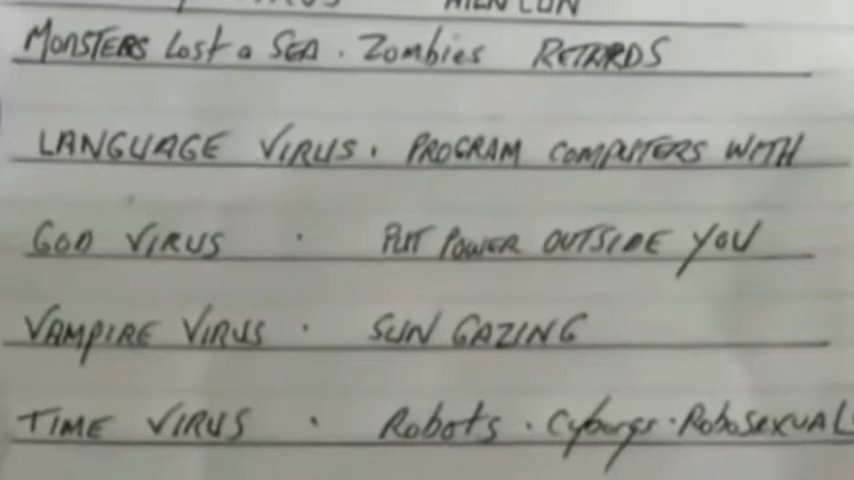 MONSTERS Lost a SEA . Zombies RETARDS
LANGUAGE VIRUS . PROGRAM COMPUTERS WITH
GOD VIRUS . PUT POWER OUTSIDE YOU
VAMPIRE VIRUS . SUN GAZING
TIME VIRUS . Robots . Cyborgs . RoboSEXUAL